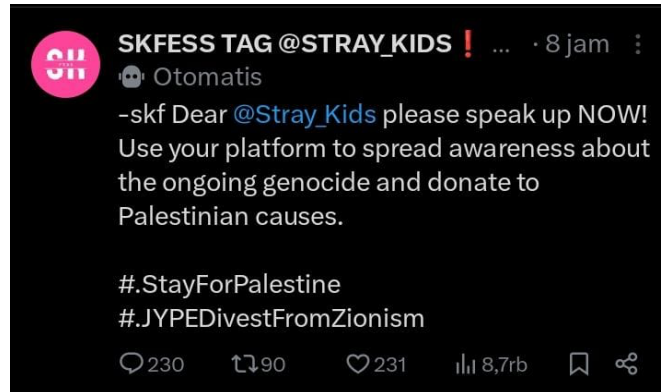 SKFESS TAG @STRAY_KIDS❗ ... · 8 jam
Otomatis
-skf Dear @Stray_Kids please speak up NOW!
Use your platform to spread awareness about
the ongoing genocide and donate to
Palestinian causes.
#.StayForPalestine
#.JYPEDivestFromZionism
230 90 231 8,7rb